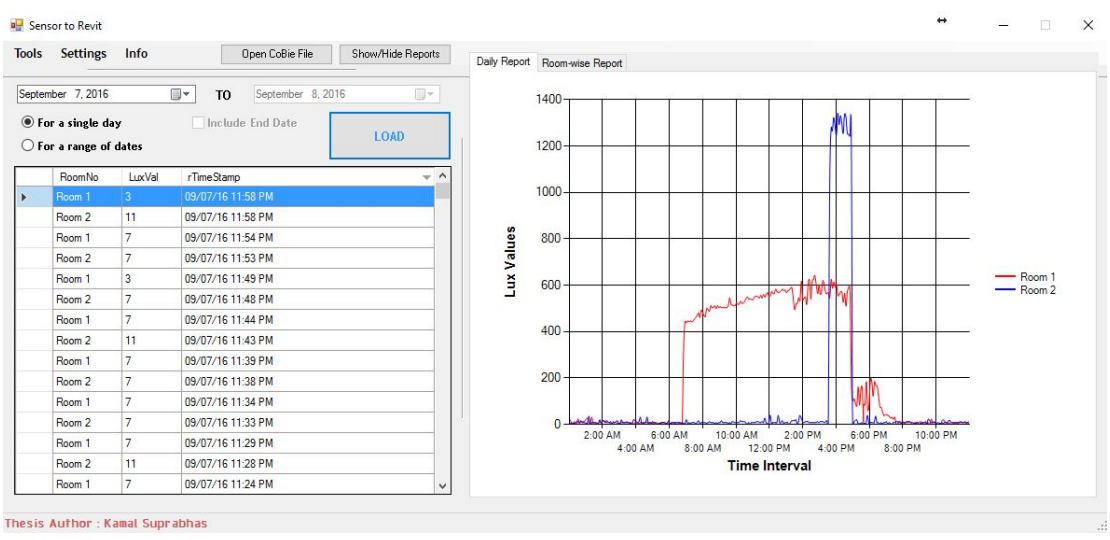 Sensor to Revit
Tools Settings Info Open CoBie File Show/Hide Reports
September 7, 2016 TO September 8, 2016
For a single day Include End Date
For a range of dates
LOAD
RoomNo LuxVal rTimeStamp
Room 1 3 09/07/16 11:58 PM
Room 2 11 09/07/16 11:58 PM
Room 1 7 09/07/16 11:54 PM
Room 2 7 09/07/16 11:53 PM
Room 1 3 09/07/16 11:49 PM
Room 2 7 09/07/16 11:48 PM
Room 1 7 09/07/16 11:44 PM
Room 2 11 09/07/16 11:43 PM
Room 1 7 09/07/16 11:39 PM
Room 2 7 09/07/16 11:38 PM
Room 1 7 09/07/16 11:34 PM
Room 2 7 09/07/16 11:33 PM
Room 1 7 09/07/16 11:29 PM
Room 2 11 09/07/16 11:28 PM
Room 1 7 09/07/16 11:24 PM
Daily Report Room-wise Report
Lux Values
1400
1200
1000
800
600
400
200
0
2:00 AM 6:00 AM 10:00 AM 2:00 PM 6:00 PM 10:00 PM
4:00 AM 8:00 AM 12:00 PM 4:00 PM 8:00 PM
Time Interval
Room 1
Room 2
Thesis Author : Kamal Suprabhas